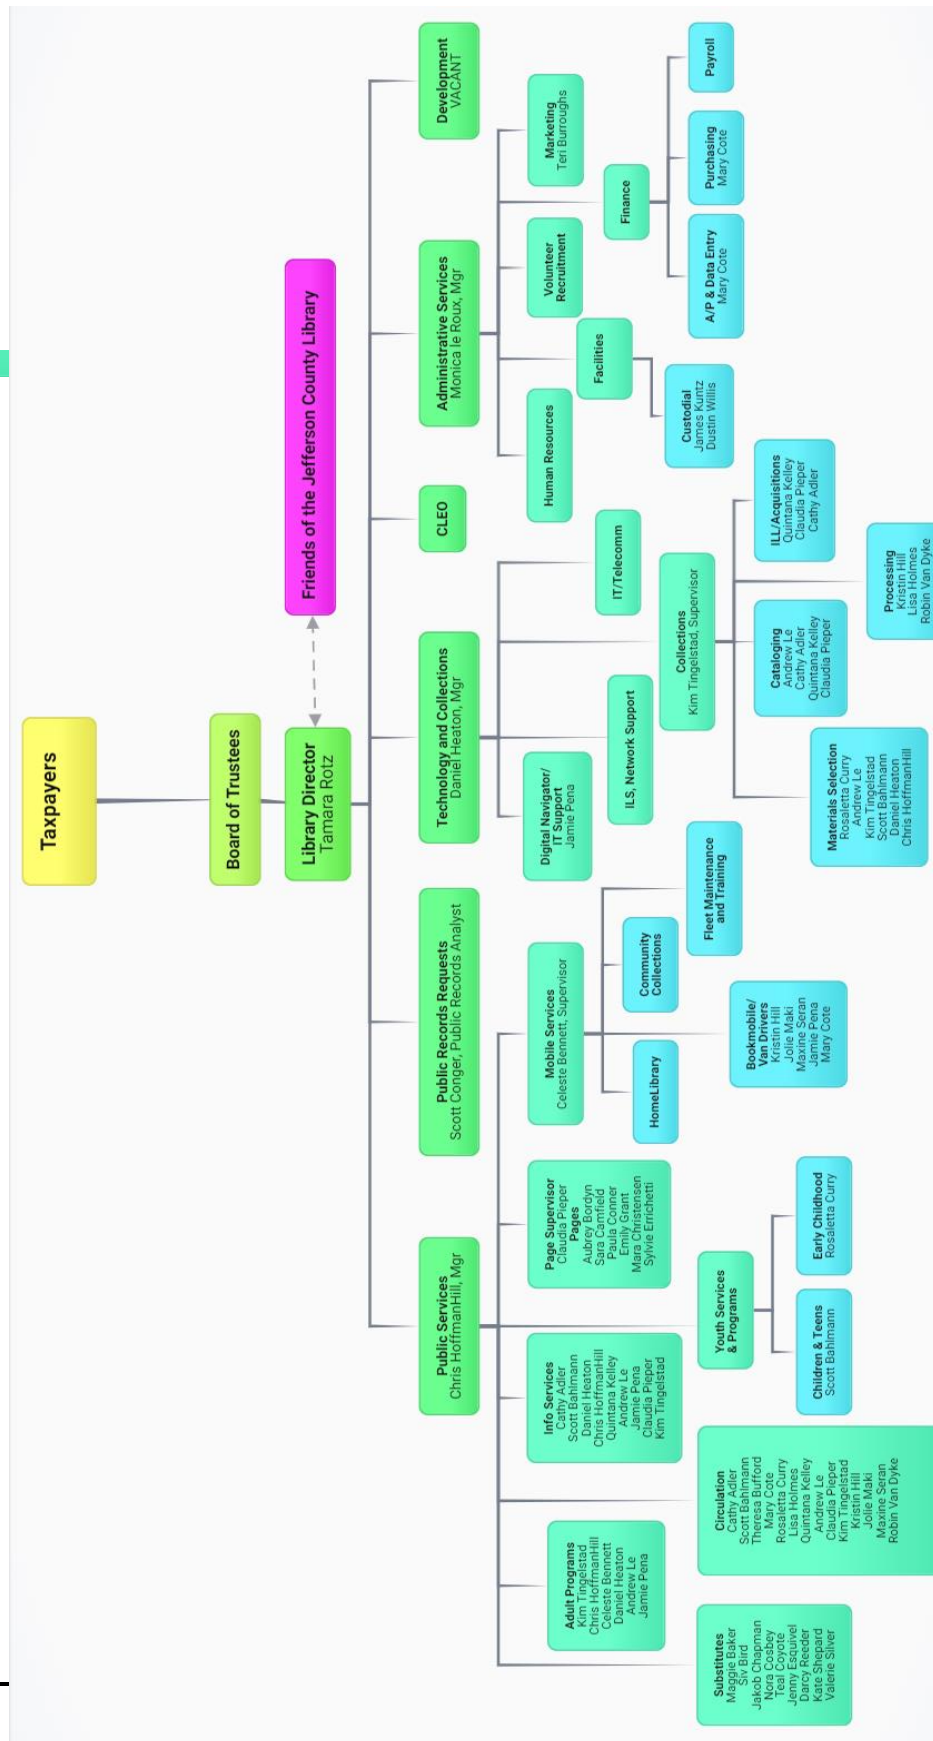 Taxpayers
Board of Trustees
Library Director
Tamara Rotz
Friends of the Jefferson County Library
Public Services
Chris HoffmanHill, Mgr
Public Records Requests
Scott Conger, Public Records Analyst
Technology and Collections
Daniel Heaton, Mgr
CLEO
Administrative Services
Monica le Roux, Mgr
Development
VACANT
Substitutes
Maggie Baker
Siv Bird
Jakob Chapman
Nora Cosbey
Teal Coyote
Jenny Esquivel
Darcy Reeder
Kate Shepard
Valerie Silver
Adult Programs
Kim Tingelstad
Chris HoffmanHill
Celeste Bennett
Daniel Heaton
Andrew Le
Jamie Pena
Circulation
Cathy Adler
Scott Bahlmann
Theresa Bufford
Mary Cote
Rosaletta Curry
Lisa Holmes
Quintana Kelley
Andrew Le
Claudia Pieper
Kim Tingelstad
Kristin Hill
Jolie Maki
Maxine Seran
Robin Van Dyke
Info Services
Cathy Adler
Scott Bahlmann
Daniel Heaton
Chris HoffmanHill
Quintana Kelley
Andrew Le
Jamie Pena
Claudia Pieper
Kim Tingelstad
Youth Services
& Programs
Children & Teens
Scott Bahlmann
Early Childhood
Rosaletta Curry
Page Supervisor
Claudia Pieper
Pages
Aubrey Bordyn
Sara Camfield
Paula Conner
Emily Grant
Mara Christensen
Sylvie Errichetti
Mobile Services
Celeste Bennett, Supervisor
HomeLibrary
Bookmobile/
Van Drivers
Kristin Hill
Jolie Maki
Maxine Seran
Jamie Pena
Mary Cote
Community
Collections
Fleet Maintenance
and Training
Digital Navigator/
IT Support
Jamie Pena
ILS, Network Support
Collections
Kim Tingelstad, Supervisor
IT/Telecomm
Materials Selection
Rosaletta Curry
Andrew Le
Kim Tingelstad
Scott Bahlmann
Daniel Heaton
Chris HoffmanHill
Cataloging
Andrew Le
Cathy Adler
Quintana Kelley
Claudia Pieper
Processing
Kristin Hill
Lisa Holmes
Robin Van Dyke
ILL/Acquisitions
Quintana Kelley
Claudia Pieper
Cathy Adler
Human Resources
Facilities
Custodial
James Kuntz
Dustin Willis
Volunteer
Recruitment
Finance
A/P & Data Entry
Mary Cote
Purchasing
Mary Cote
Payroll
Marketing
Teri Burroughs